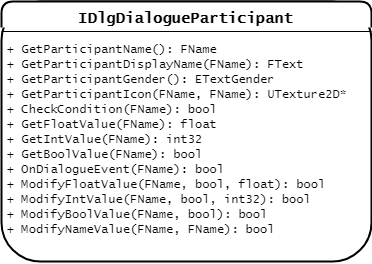 IDlgDialogueParticipant
+ GetParticipantName(): FName
+ GetParticipantDisplayName(FName): FText
+ GetParticipantGender(): ETextGender
+ GetParticipantIcon(FName, FName): UTexture2D*
+ CheckCondition(FName): bool
+ GetFloatValue(FName): float
+ GetIntValue(FName): int32
+ GetBoolValue(FName): bool
+ OnDialogueEvent(FName): bool
+ ModifyFloatValue(FName, bool, float): bool
+ ModifyIntValue(FName, bool, int32): bool
+ ModifyBoolValue(FName, bool): bool
+ ModifyNameValue(FName, FName): bool